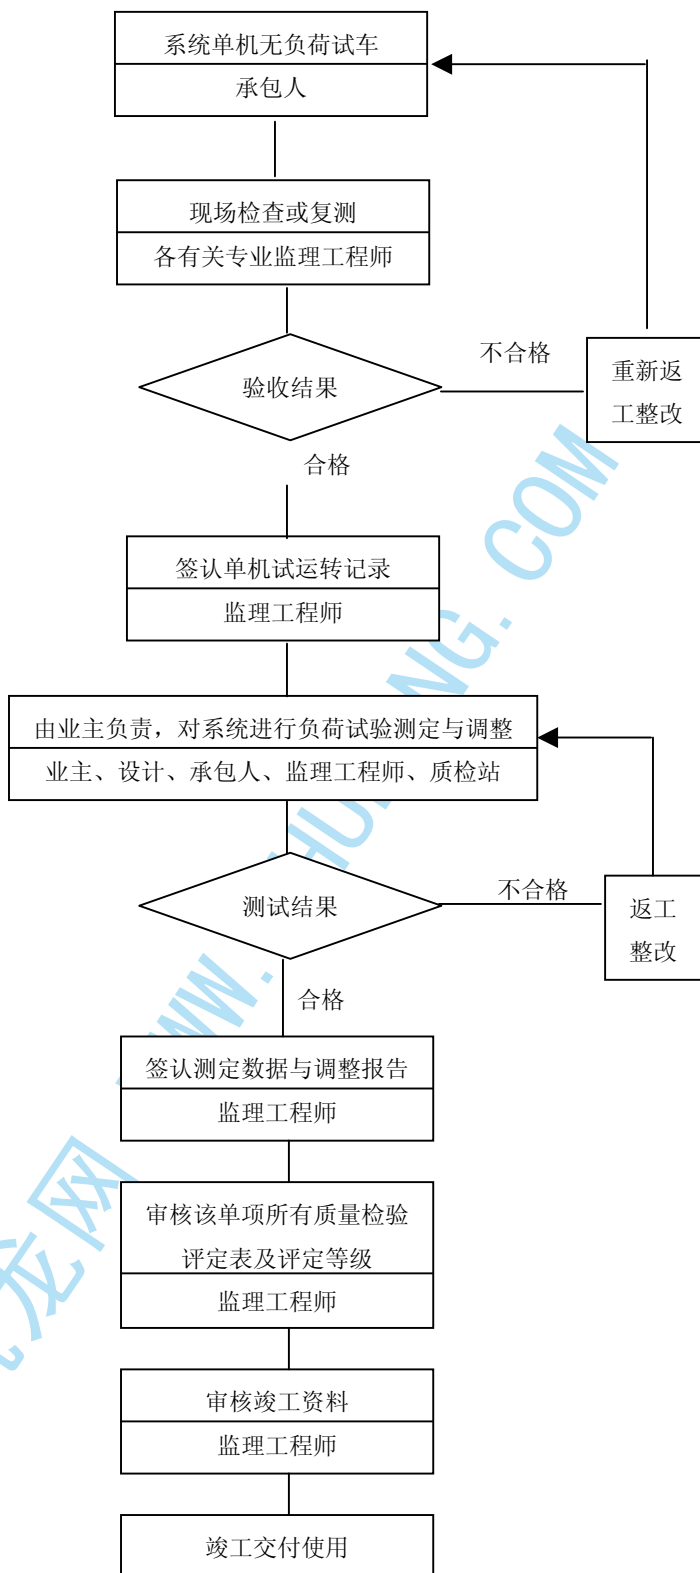 系统单机无负荷试车
承包人
现场检查或复测
各有关专业监理工程师
验收结果
不合格
重新返
工整改
合格
签认单机试运转记录
监理工程师
由业主负责，对系统进行负荷试验测定与调整
业主、设计、承包人、监理工程师、质检站
测试结果
不合格
返工
整改
合格
签认测定数据与调整报告
监理工程师
审核该单项所有质量检验
评定表及评定等级
监理工程师
审核竣工资料
监理工程师
竣工交付使用